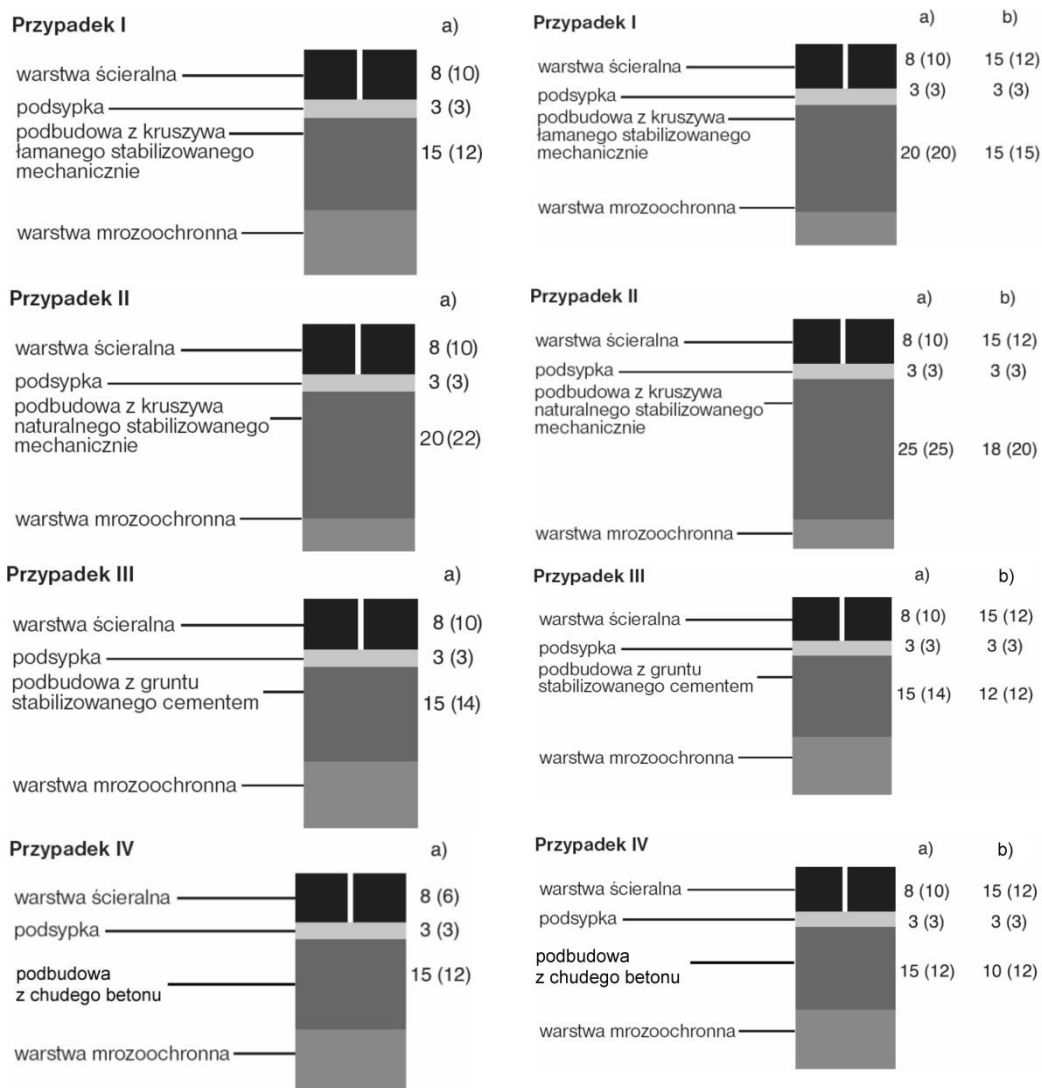 Przypadek I a)
warstwa ścieralna 8 (10)
podsypka 3 (3)
podbudowa z kruszywa
łamanego stabilizowanego 15 (12)
mechanicznie
warstwa mrozoochronna
Przypadek II a)
warstwa ścieralna 8 (10)
podsypka 3 (3)
podbudowa z kruszywa
naturalnego stabilizowanego
mechanicznie 20 (22)
warstwa mrozoochronna
Przypadek III a)
warstwa ścieralna 8 (10)
podsypka 3 (3)
podbudowa z gruntu
stabilizowanego cementem 15 (14)
warstwa mrozoochronna
Przypadek IV a)
warstwa ścieralna 8 (6)
podsypka 3 (3)
podbudowa 15 (12)
z chudego betonu
warstwa mrozoochronna
Przypadek I a) b)
warstwa ścieralna 8 (10) 15 (12)
podsypka 3 (3) 3 (3)
podbudowa z kruszywa
łamanego stabilizowanego
mechanicznie 20 (20) 15 (15)
warstwa mrozoochronna
Przypadek II a) b)
warstwa ścieralna 8 (10) 15 (12)
podsypka 3 (3) 3 (3)
podbudowa z kruszywa
naturalnego stabilizowanego
mechanicznie
25 (25) 18 (20)
warstwa mrozoochronna
Przypadek III a) b)
warstwa ścieralna 8 (10) 15 (12)
podsypka 3 (3) 3 (3)
podbudowa z gruntu
stabilizowanego cementem 15 (14) 12 (12)
warstwa mrozoochronna
Przypadek IV a) b)
warstwa ścieralna 8 (10) 15 (12)
podsypka 3 (3) 3 (3)
podbudowa
z chudego betonu 15 (12) 10 (12)
warstwa mrozoochronna